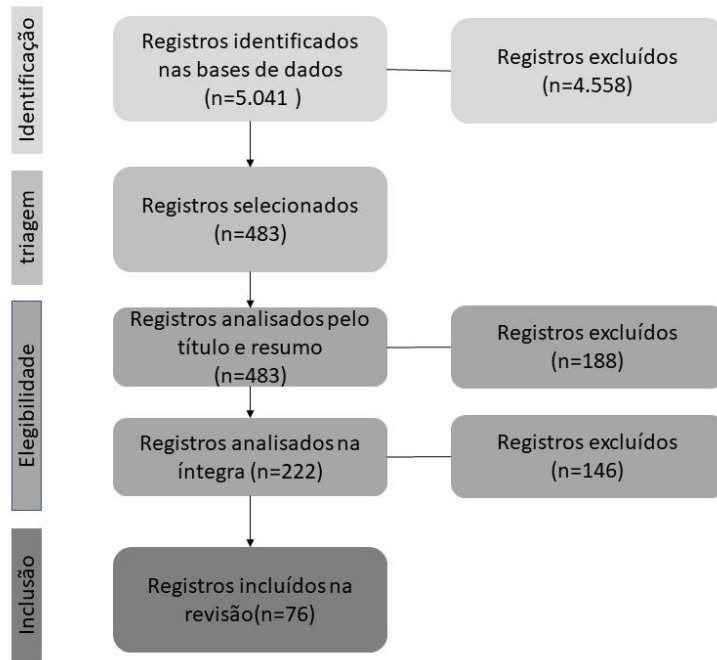 Identificação
Registros identificados
nas bases de dados
(n=5.041 )
Registros excluídos
(n=4.558)
triagem
Registros selecionados
(n=483)
Elegibilidade
Registros analisados pelo
título e resumo
(n=483)
Registros excluídos
(n=188)
Registros analisados na
íntegra (n=222)
Registros excluídos
(n=146)
Inclusão
Registros incluídos na
revisão(n=76)